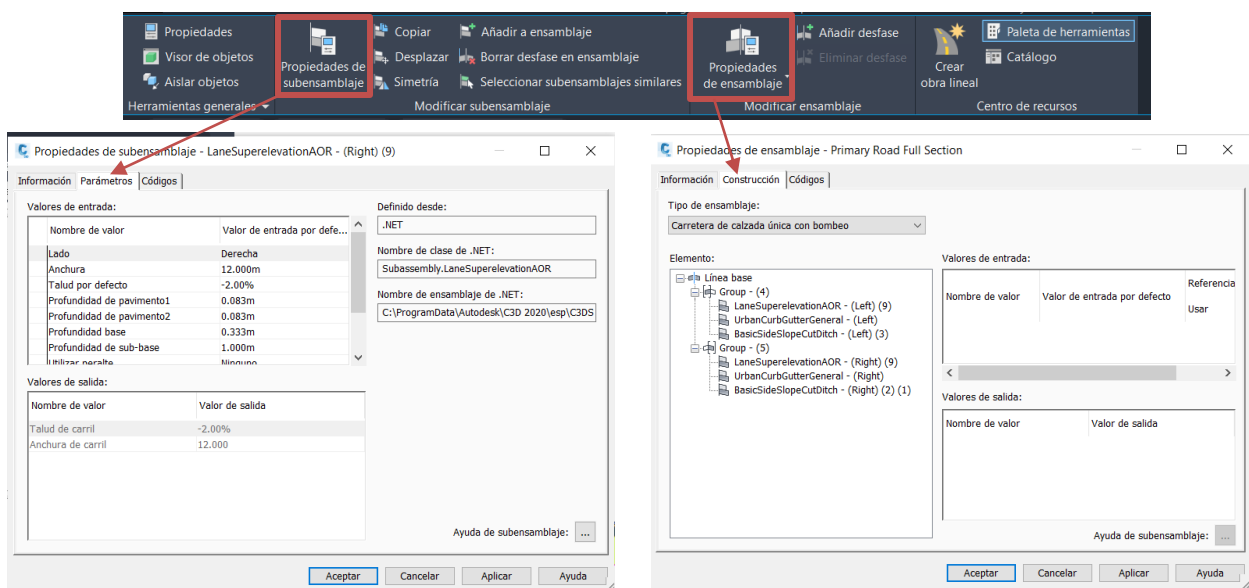 Propiedades
Visor de objetos
Aislar objetos
Herramientas generales
Propiedades de
subensamblaje
Copiar
Desplazar
Simetría
Añadir a ensamblaje
Borrar desfase en ensamblaje
Seleccionar subensamblajes similares
Modificar subensamblaje
Propiedades
de ensamblaje
Añadir desfase
Eliminar desfase
Modificar ensamblaje
Crear
obra lineal
Paleta de herramientas
Catálogo
Centro de recursos
Propiedades de subensamblaje - LaneSuperelevationAOR - (Right) (9)
Información Parámetros Códigos
Valores de entrada:
Nombre de valor Valor de entrada por defe...
Lado Derecha
Anchura 12.000m
Talud por defecto -2.00%
Profundidad de pavimento1 0.083m
Profundidad de pavimento2 0.083m
Profundidad base 0.333m
Profundidad de sub-base 1.000m
Utilizar peralte Ninguno
Valores de salida:
Nombre de valor Valor de salida
Talud de carril -2.00%
Anchura de carril 12.000
Definido desde:
.NET
Nombre de clase de .NET:
Subassembly.LaneSuperelevationAOR
Nombre de ensamblaje de .NET:
C:\ProgramData\Autodesk\C3D 2020\esp\C3DS
Ayuda de subensamblaje: ...
Aceptar Cancelar Aplicar Ayuda
Propiedades de ensamblaje - Primary Road Full Section
Información Construcción Códigos
Tipo de ensamblaje:
Carretera de calzada única con bombeo
Elemento:
Línea base
Group - (4)
LaneSuperelevationAOR - (Left) (9)
UrbanCurbGutterGeneral - (Left)
BasicSideSlopeCutDitch - (Left) (3)
Group - (5)
LaneSuperelevationAOR - (Right) (9)
UrbanCurbGutterGeneral - (Right)
BasicSideSlopeCutDitch - (Right) (2) (1)
Valores de entrada:
Nombre de valor Valor de entrada por defecto Referencia
Usar
Valores de salida:
Nombre de valor Valor de salida
Ayuda de subensamblaje: ...
Aceptar Cancelar Aplicar Ayuda